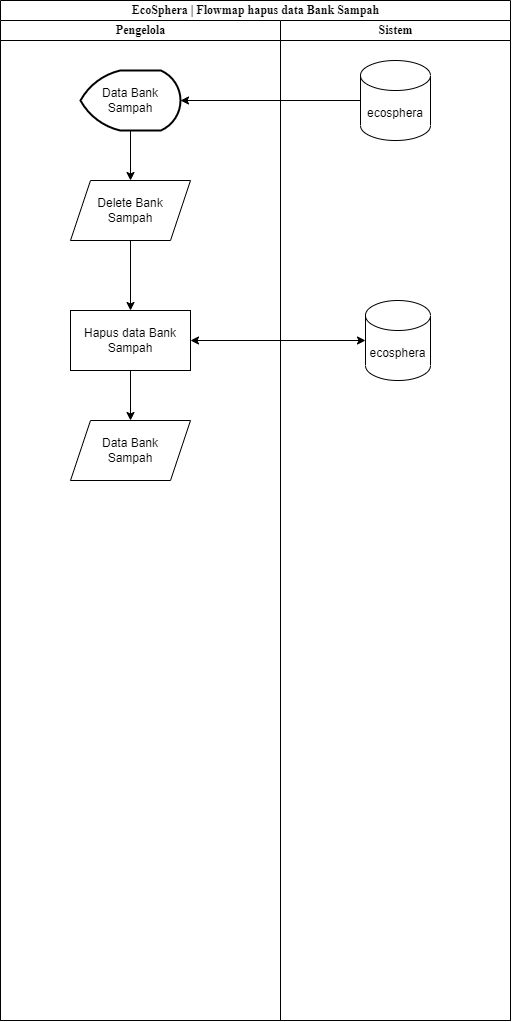 EcoSphera | Flowmap hapus data Bank Sampah
Pengelola
Sistem
Data Bank
Sampah
ecosphera
Delete Bank
Sampah
Hapus data Bank
Sampah
ecosphera
Data Bank
Sampah